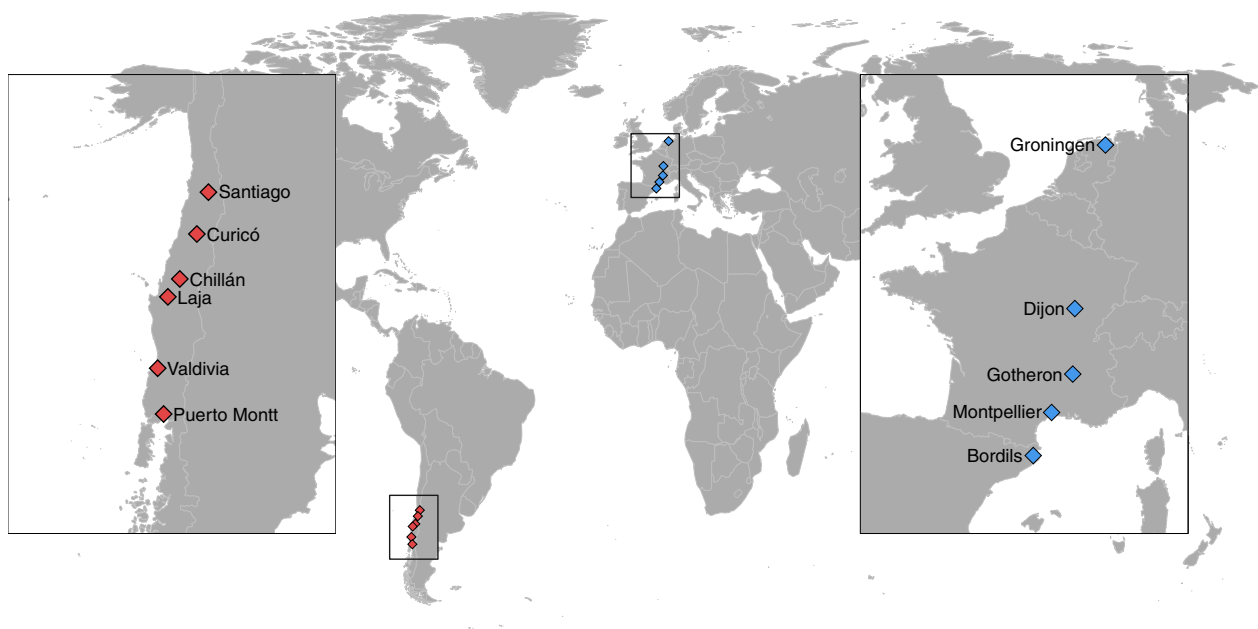 Santiago
Curicó
Chillán
Laja
Valdivia
Puerto Montt
Groningen
Dijon
Gotheron
Montpellier
Bordils